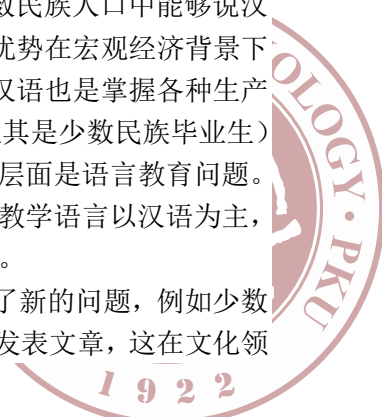 数民族人口中能够说汉
优势在宏观经济背景下
汉语也是掌握各种生产
其是少数民族毕业生）
层面是语言教育问题。
教学语言以汉语为主，
。
了新的问题，例如少数
发表文章，这在文化领
OLOGY · PKU
1922